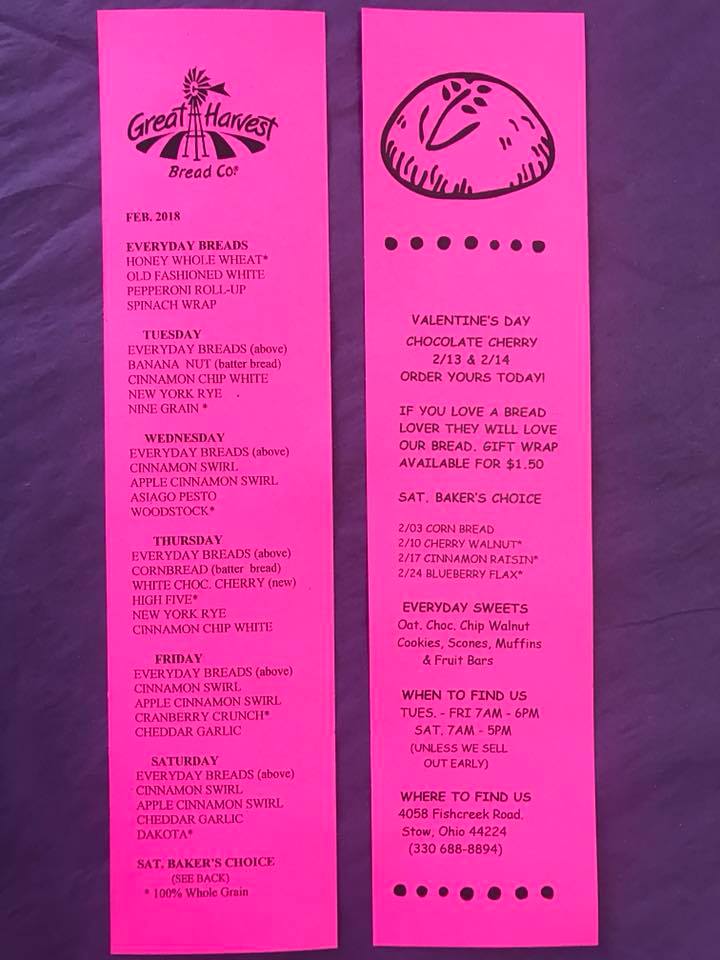 Great Harvest
Bread Co.®
FEB. 2018
EVERYDAY BREADS
HONEY WHOLE WHEAT*
OLD FASHIONED WHITE
PEPPERONI ROLL-UP
SPINACH WRAP
TUESDAY
EVERYDAY BREADS (above)
BANANA NUT (batter bread)
CINNAMON CHIP WHITE
NEW YORK RYE
NINE GRAIN *
WEDNESDAY
EVERYDAY BREADS (above)
CINNAMON SWIRL
APPLE CINNAMON SWIRL
ASIAGO PESTO
WOODSTOCK*
THURSDAY
EVERYDAY BREADS (above)
CORNBREAD (batter bread)
WHITE CHOC. CHERRY (new)
HIGH FIVE*
NEW YORK RYE
CINNAMON CHIP WHITE
FRIDAY
EVERYDAY BREADS (above)
CINNAMON SWIRL
APPLE CINNAMON SWIRL
CRANBERRY CRUNCH*
CHEDDAR GARLIC
SATURDAY
EVERYDAY BREADS (above)
CINNAMON SWIRL
APPLE CINNAMON SWIRL
CHEDDAR GARLIC
DAKOTA*
SAT. BAKER'S CHOICE
(SEE BACK)
* 100% Whole Grain
VALENTINE'S DAY
CHOCOLATE CHERRY
2/13 & 2/14
ORDER YOURS TODAY!
IF YOU LOVE A BREAD
LOVER THEY WILL LOVE
OUR BREAD. GIFT WRAP
AVAILABLE FOR $1.50
SAT. BAKER'S CHOICE
2/03 CORN BREAD
2/10 CHERRY WALNUT*
2/17 CINNAMON RAISIN*
2/24 BLUEBERRY FLAX*
EVERYDAY SWEETS
Oat. Choc. Chip Walnut
Cookies, Scones, Muffins
& Fruit Bars
WHEN TO FIND US
TUES. - FRI 7AM - 6PM
SAT. 7AM - 5PM
(UNLESS WE SELL
OUT EARLY)
WHERE TO FIND US
4058 Fishcreek Road.
Stow, Ohio 44224
(330 688-8894)